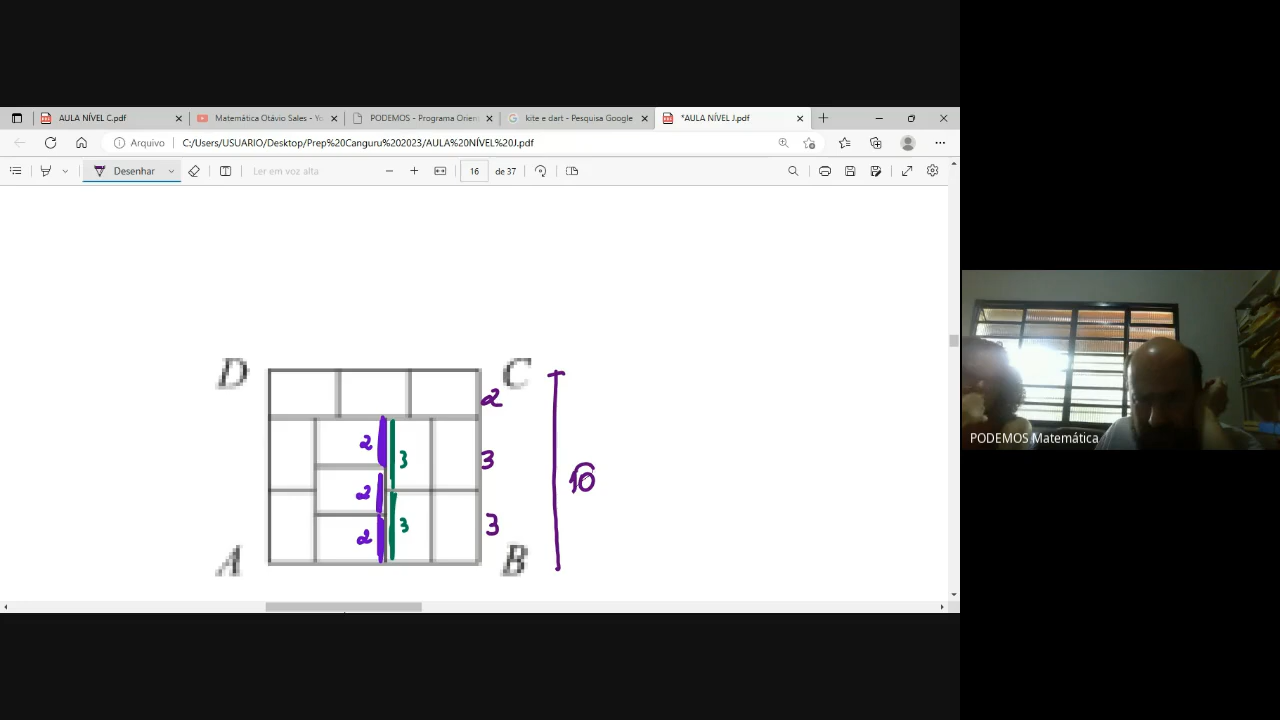 AULA NÍVEL C.pdf
Matemática Otávio Sales - Yo
PODEMOS - Programa Orien
kite e dart - Pesquisa Google
*AULA NÍVEL J.pdf
Arquivo C:/Users/USUARIO/Desktop/Prep%20Canguru%202023/AULA%20NÍVEL%20J.pdf
Desenhar
Ler em voz alta
16 de 37
D C
2
2 3 3
2
2 3 3
A B
PODEMOS Matemática